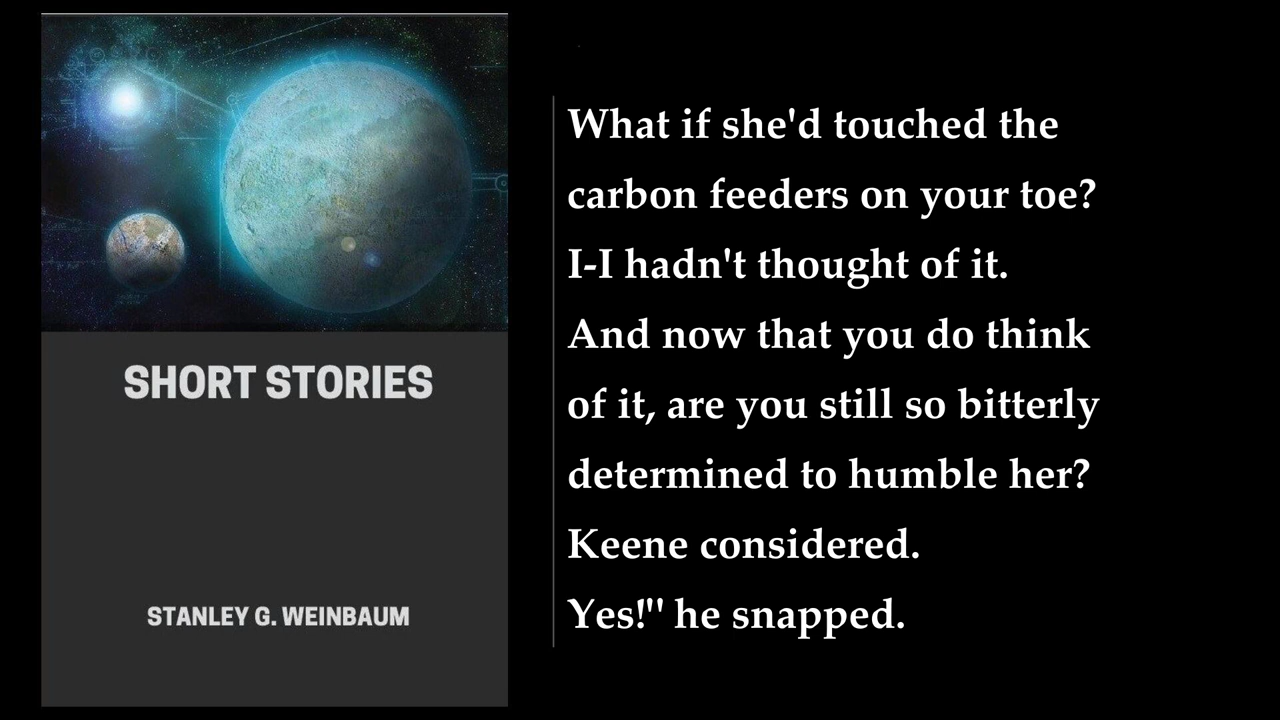 SHORT STORIES
STANLEY G. WEINBAUM
What if she'd touched the
carbon feeders on your toe?
I-I hadn't thought of it.
And now that you do think
of it, are you still so bitterly
determined to humble her?
Keene considered.
Yes!"' he snapped.